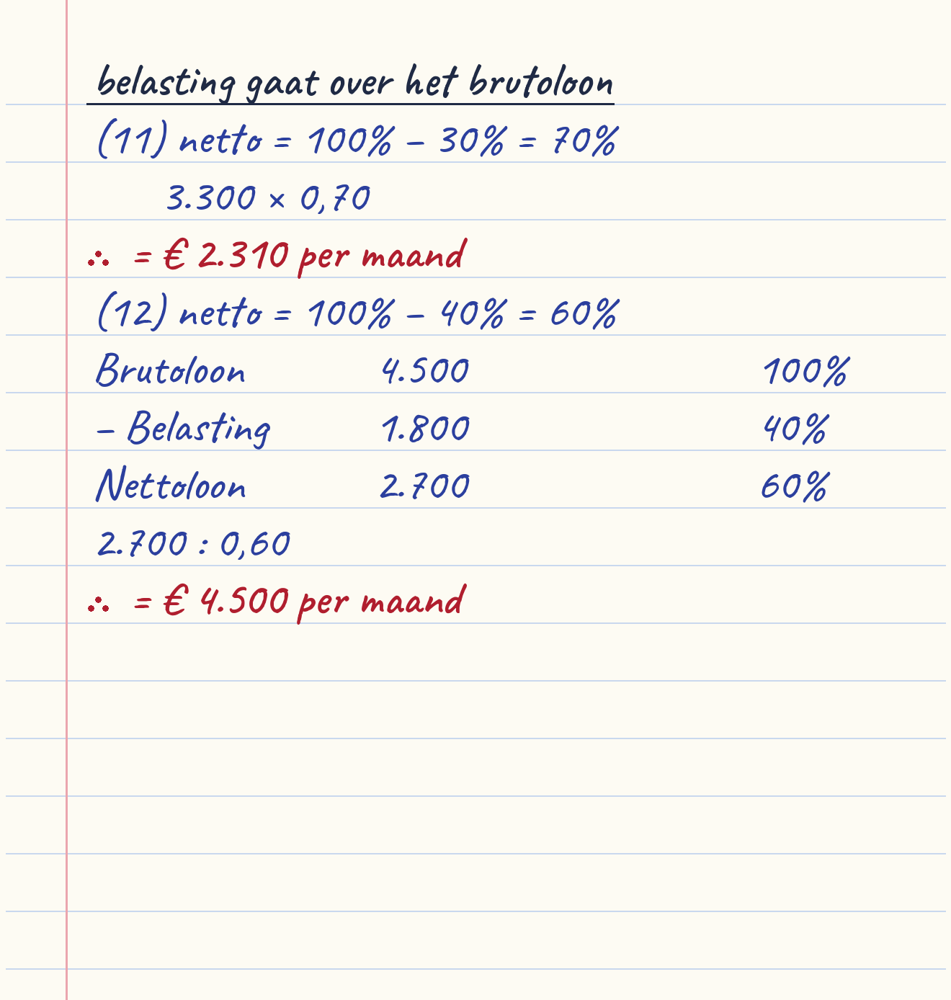 belasting gaat over het brutoloon
(11) netto = 100% – 30% = 70%
3.300 × 0,70
∴ = € 2.310 per maand
(12) netto = 100% – 40% = 60%
Brutoloon 4.500 100%
– Belasting 1.800 40%
Nettoloon 2.700 60%
2.700 : 0,60
∴ = € 4.500 per maand